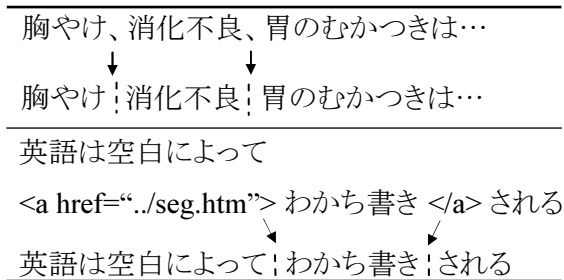 胸やけ、消化不良、胃のむかつきは…
胸やけ¦消化不良¦胃のむかつきは…
英語は空白によって
<a href=“../seg.htm”> わかち書き </a> される
英語は空白によって¦わかち書き¦される